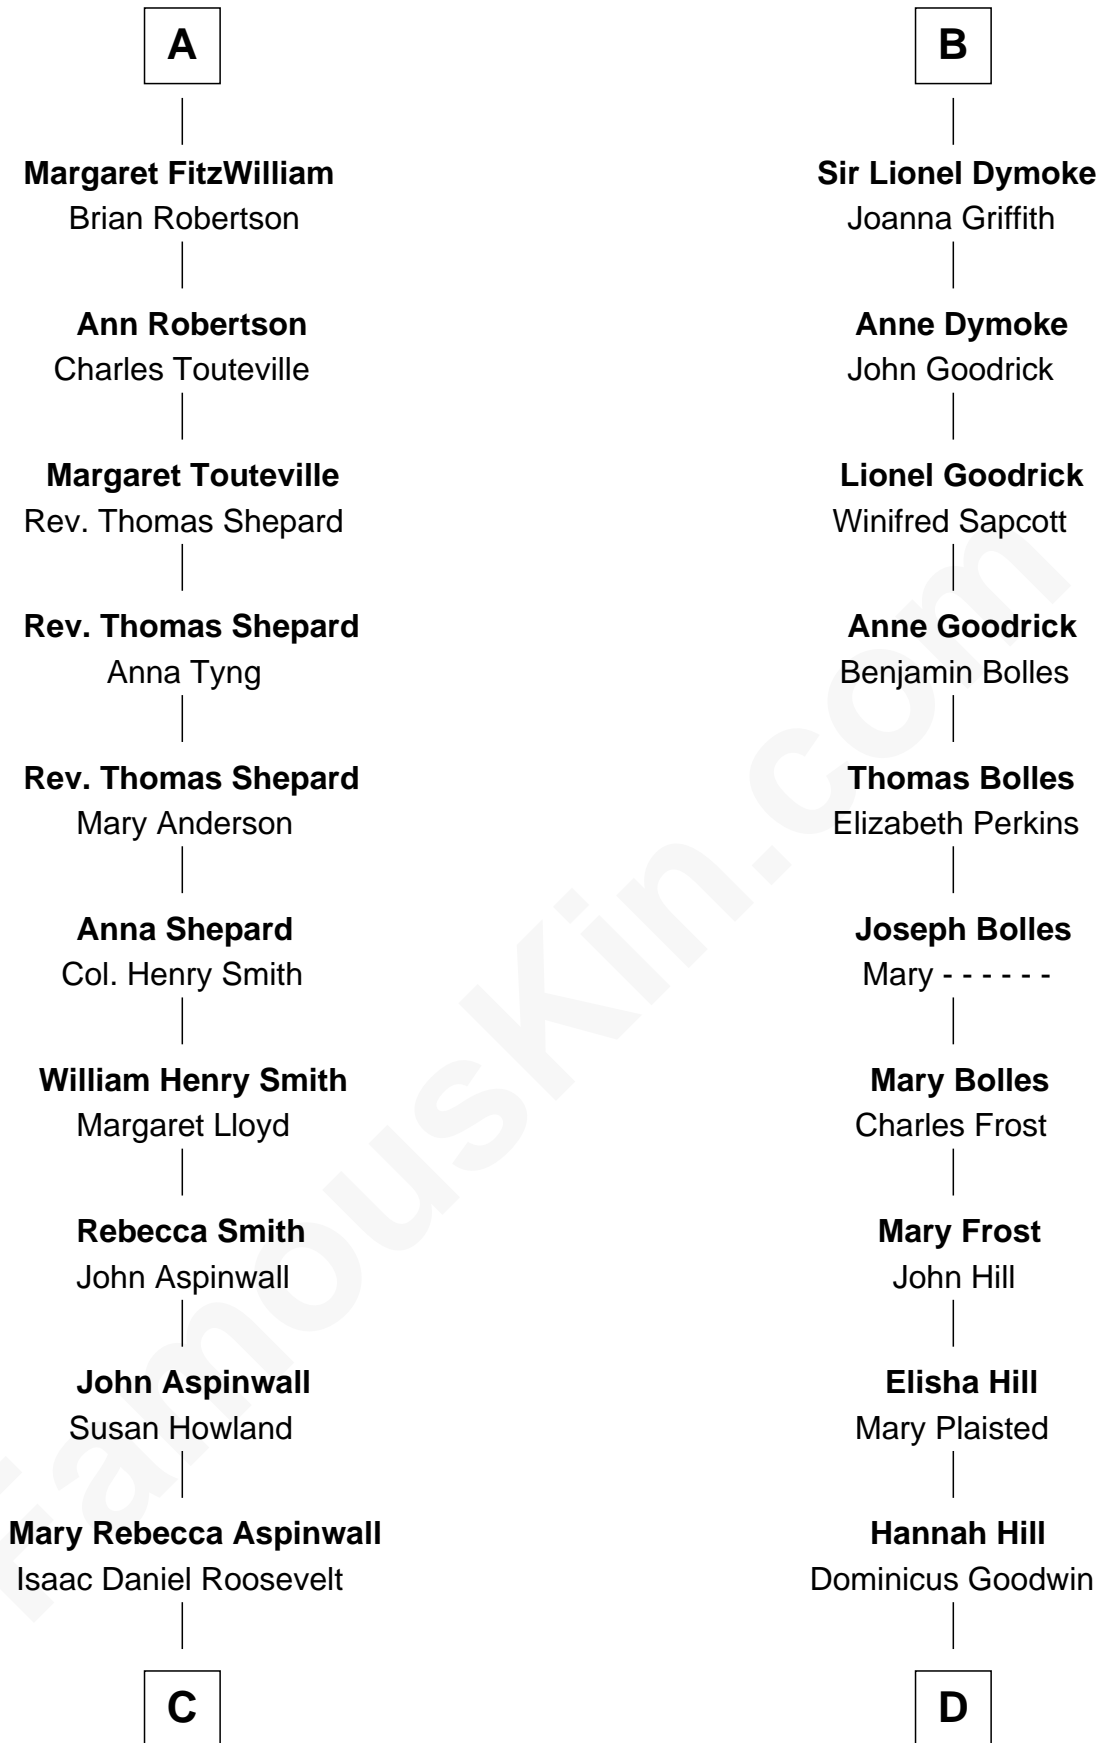 A
Margaret FitzWilliam
Brian Robertson
Ann Robertson
Charles Touteville
Margaret Touteville
Rev. Thomas Shepard
Rev. Thomas Shepard
Anna Tyng
Rev. Thomas Shepard
Mary Anderson
Anna Shepard
Col. Henry Smith
William Henry Smith
Margaret Lloyd
Rebecca Smith
John Aspinwall
John Aspinwall
Susan Howland
Mary Rebecca Aspinwall
Isaac Daniel Roosevelt
C
B
Sir Lionel Dymoke
Joanna Griffith
Anne Dymoke
John Goodrick
Lionel Goodrick
Winifred Sapcott
Anne Goodrick
Benjamin Bolles
Thomas Bolles
Elizabeth Perkins
Joseph Bolles
Mary - - - - - -
Mary Bolles
Charles Frost
Mary Frost
John Hill
Elisha Hill
Mary Plaisted
Hannah Hill
Dominicus Goodwin
D
FamousKin.com